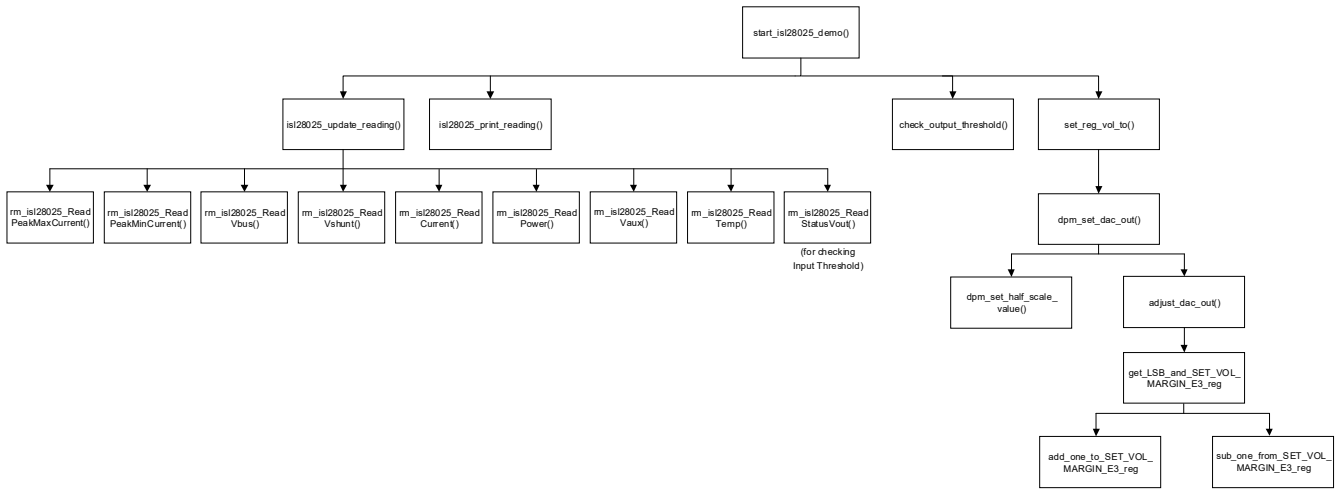 start_isl28025_demo()
isl28025_update_reading()
isl28025_print_reading()
check_output_threshold()
set_reg_vol_to()
rm_isl28025_Read
PeakMaxCurrent()
rm_isl28025_Read
PeakMinCurrent()
rm_isl28025_Read
Vbus()
rm_isl28025_Read
Vshunt()
rm_isl28025_Read
Current()
rm_isl28025_Read
Power()
rm_isl28025_Read
Vaux()
rm_isl28025_Read
Temp()
rm_isl28025_Read
StatusVout()
(for checking
Input Threshold)
dpm_set_dac_out()
dpm_set_half_scale_
value()
adjust_dac_out()
get_LSB_and_SET_VOL_
MARGIN_E3_reg
add_one_to_SET_VOL_
MARGIN_E3_reg
sub_one_from_SET_VOL_
MARGIN_E3_reg